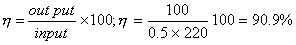 η = out put / input × 100; η = 100 / 0.5 × 220 100 = 90.9%